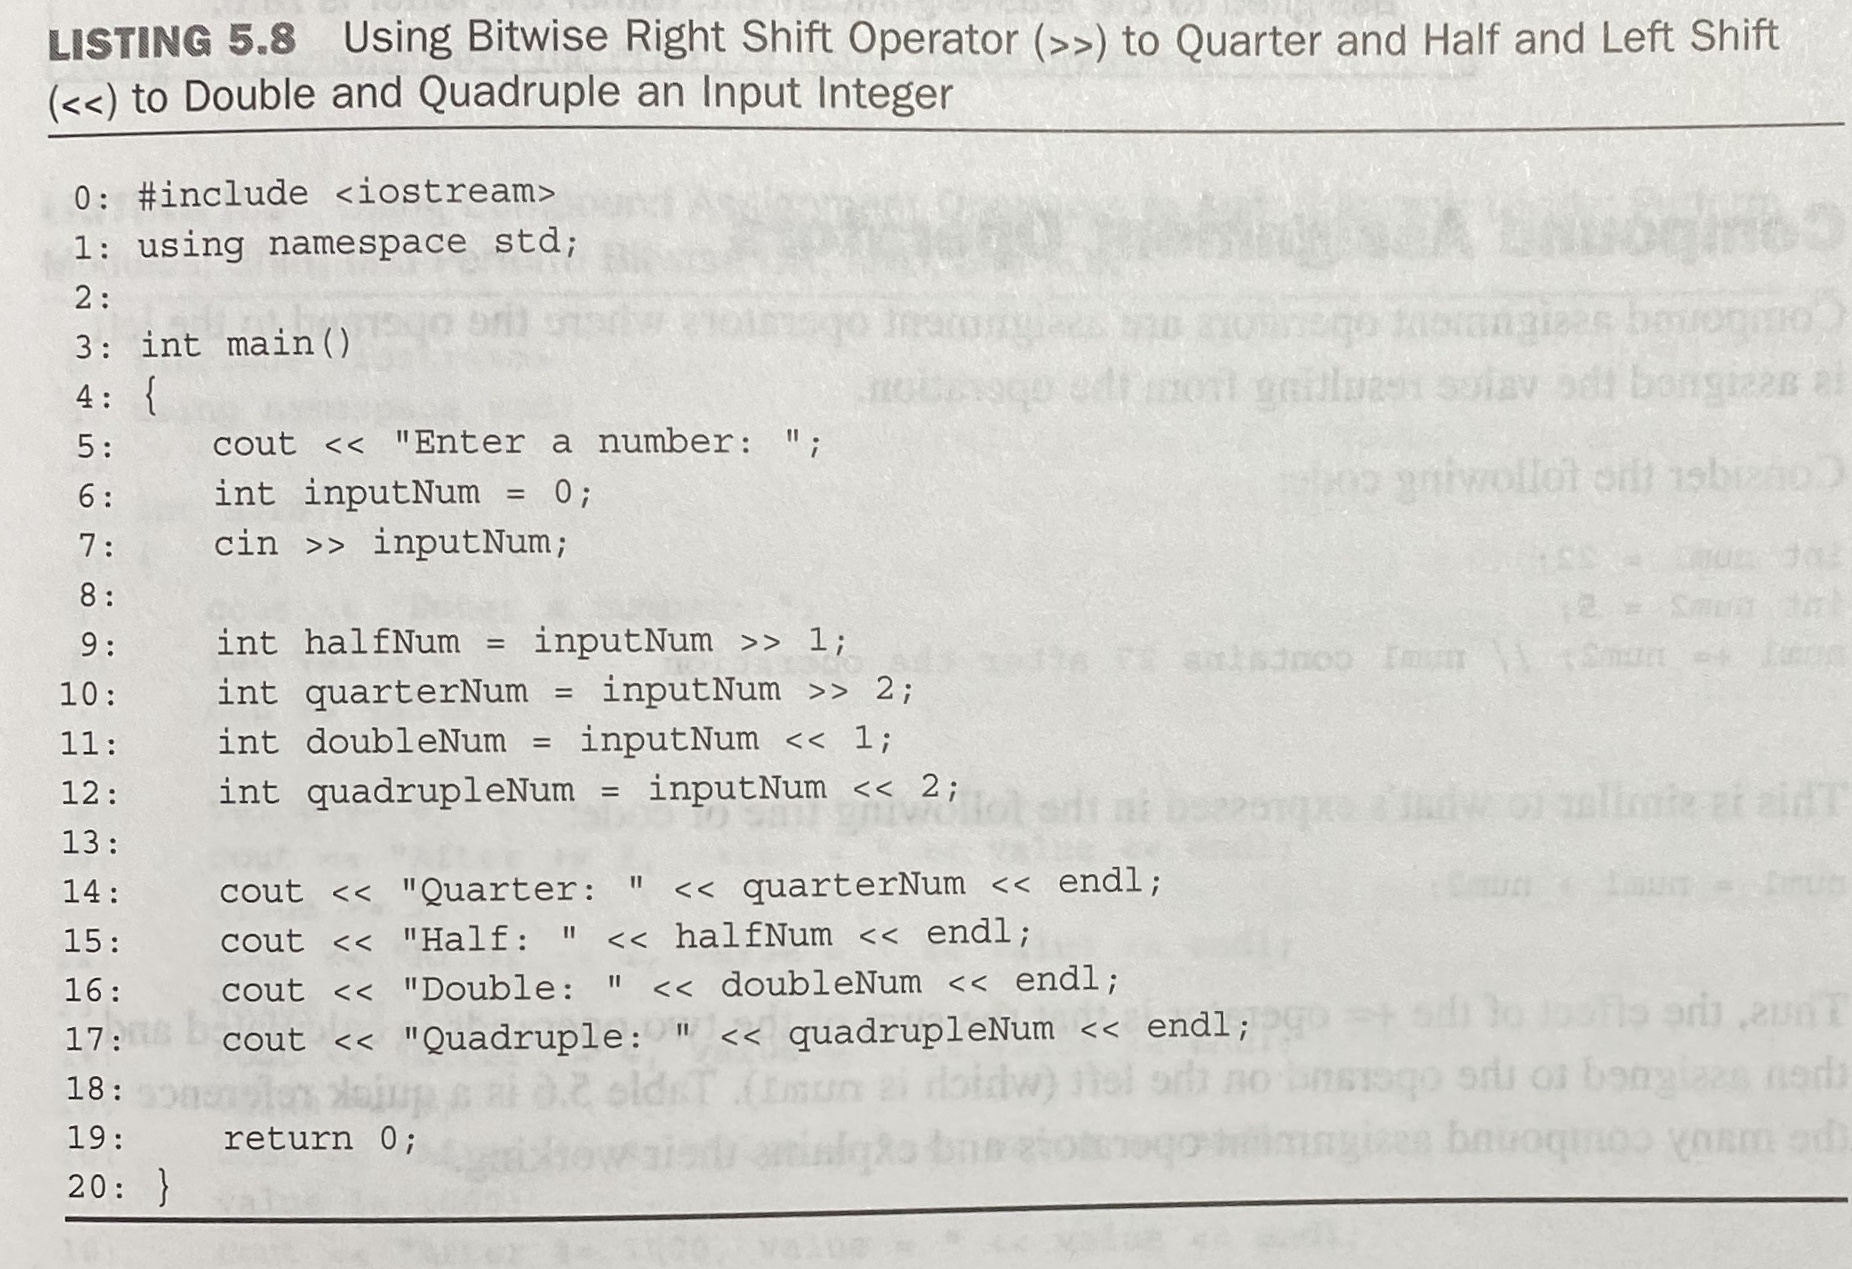 LISTING 5.8 Using Bitwise Right Shift Operator (>>) to Quarter and Half and Left Shift
(<<) to Double and Quadruple an Input Integer
0: #include <iostream>
1: using namespace std;
2:
3: int main()
4: {
5:     cout << "Enter a number: ";
6:     int inputNum = 0;
7:     cin >> inputNum;
8:
9:     int halfNum = inputNum >> 1;
10:     int quarterNum = inputNum >> 2;
11:     int doubleNum = inputNum << 1;
12:     int quadrupleNum = inputNum << 2;
13:
14:     cout << "Quarter: " << quarterNum << endl;
15:     cout << "Half: " << halfNum << endl;
16:     cout << "Double: " << doubleNum << endl;
17:     cout << "Quadruple: " << quadrupleNum << endl;
18:
19:     return 0;
20: }